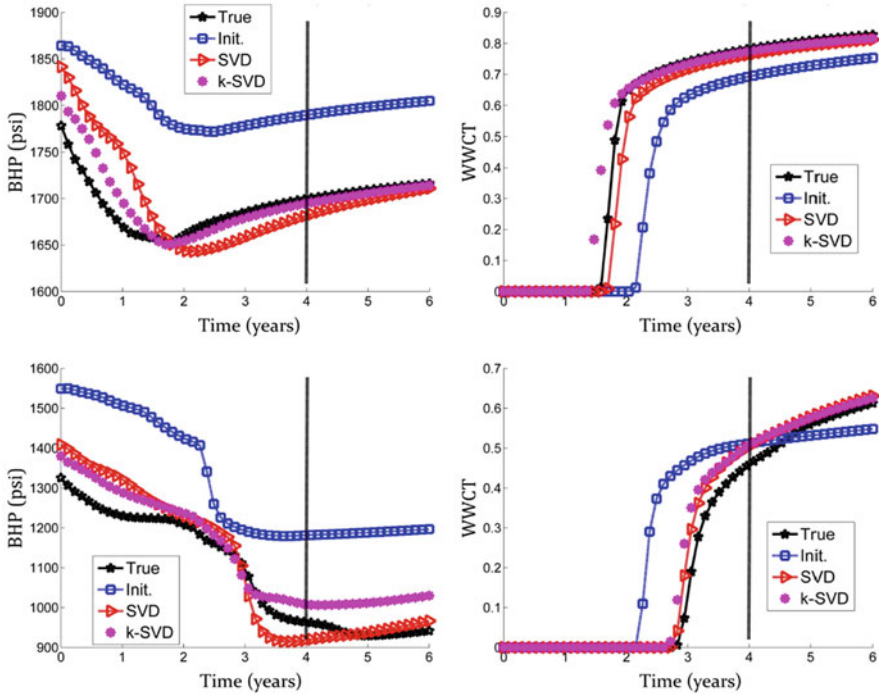 1900
1850
1800
1750
1700
1650
1600
0 1 2 3 4 5 6
BHP (psi)
Time (years)
True
Init.
SVD
k-SVD
0.9
0.8
0.7
0.6
0.5
0.4
0.3
0.2
0.1
0
0 1 2 3 4 5 6
WWCT
Time (years)
True
Init.
SVD
k-SVD
1600
1500
1400
1300
1200
1100
1000
900
0 1 2 3 4 5 6
BHP (psi)
Time (years)
True
Init.
SVD
k-SVD
0.7
0.6
0.5
0.4
0.3
0.2
0.1
0
0 1 2 3 4 5 6
WWCT
Time (years)
True
Init.
SVD
k-SVD